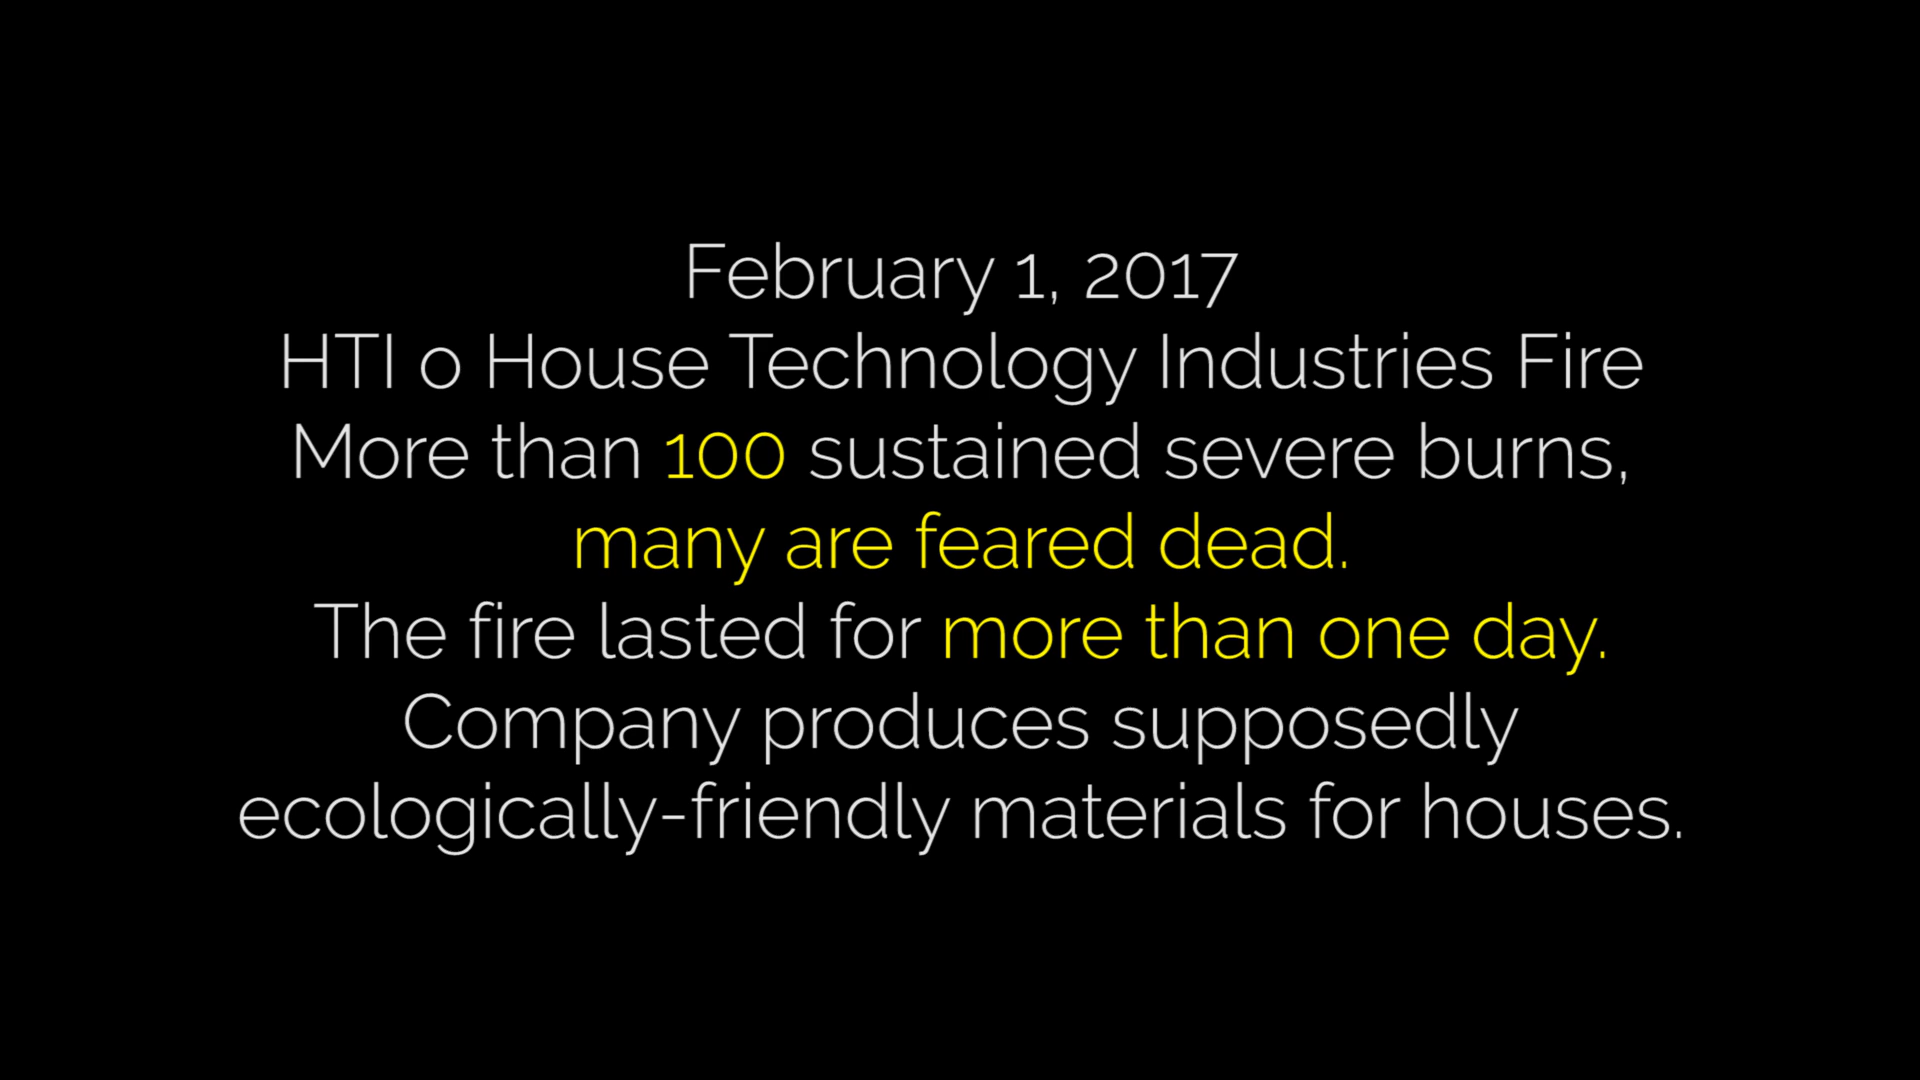 February 1, 2017
HTI o House Technology Industries Fire
More than 100 sustained severe burns,
many are feared dead.
The fire lasted for more than one day.
Company produces supposedly
ecologically-friendly materials for houses.